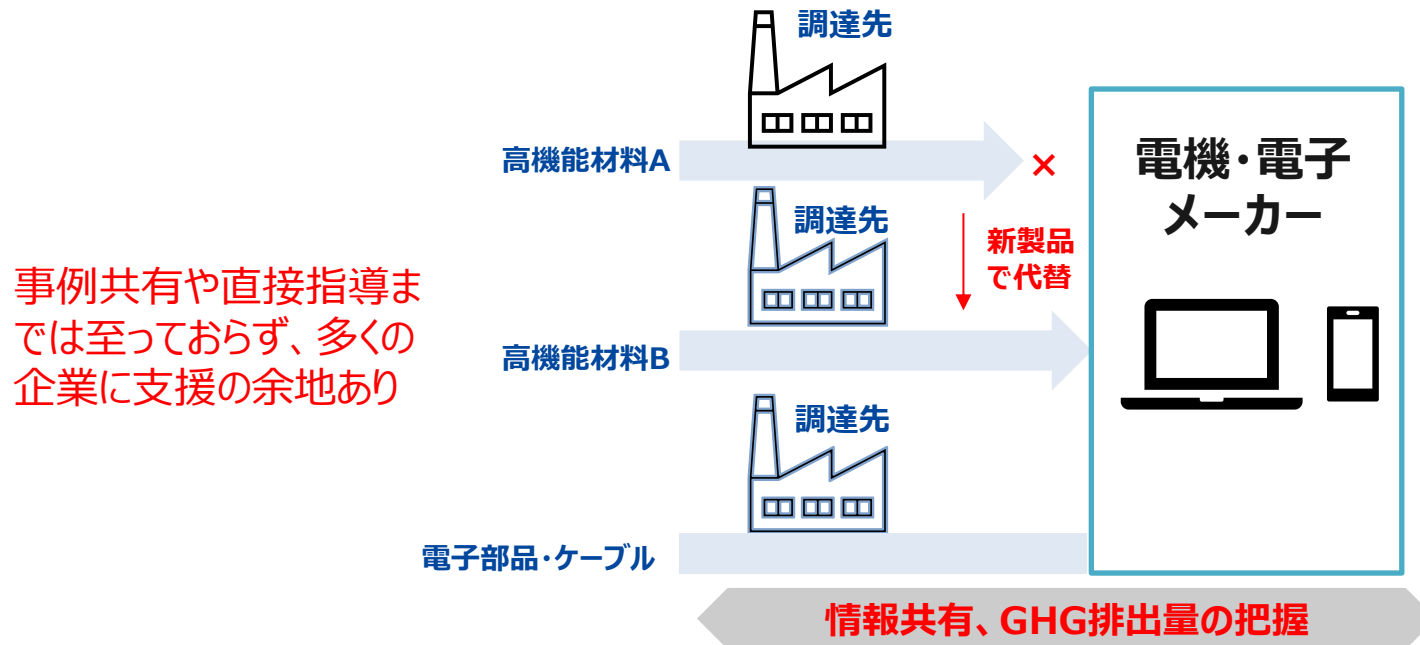 調達先
高機能材料A
×
電機・電子
メーカー
調達先
新製品
で代替
事例共有や直接指導ま
では至っておらず、多くの
企業に支援の余地あり
高機能材料B
調達先
電子部品・ケーブル
情報共有、GHG排出量の把握